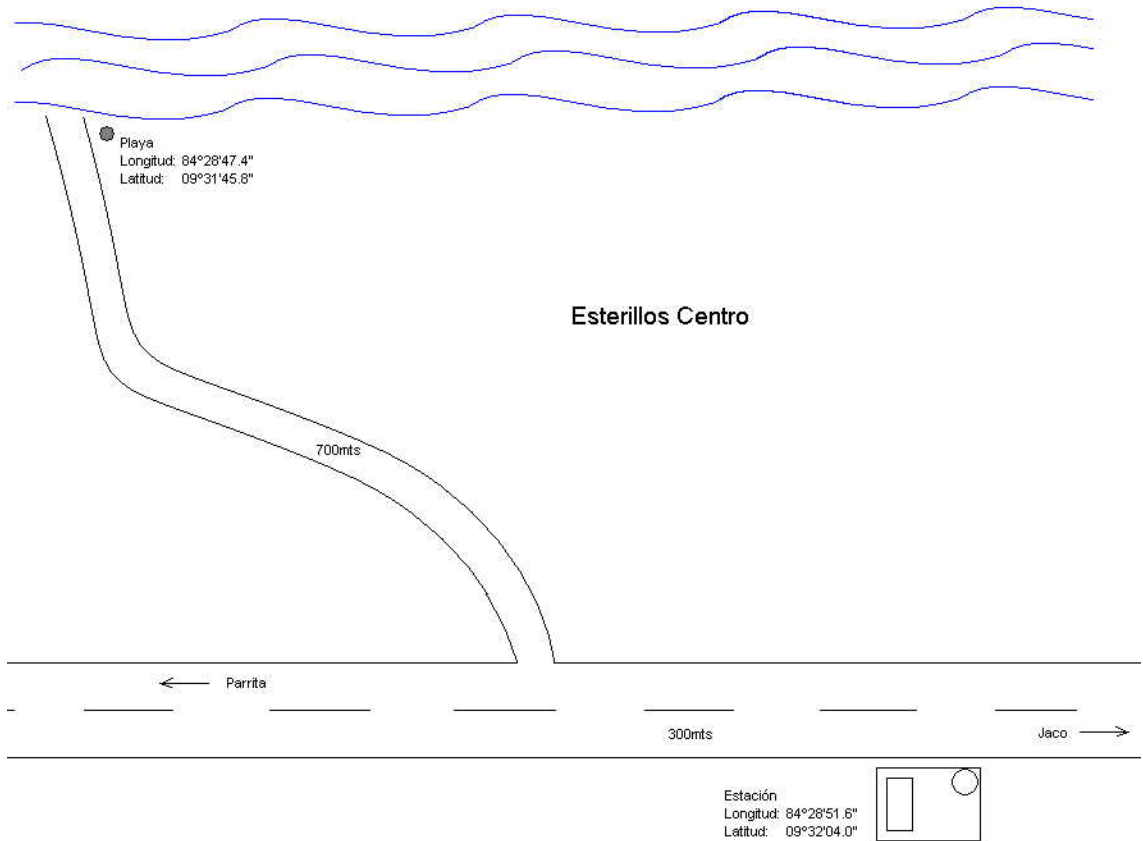 Playa
Longitud: 84°28'47.4"
Latitud: 09°31'45.8"
Esterillos Centro
700mts
Parrita
300mts
Jaco
Estación
Longitud: 84°28'51.6"
Latitud: 09°32'04.0"